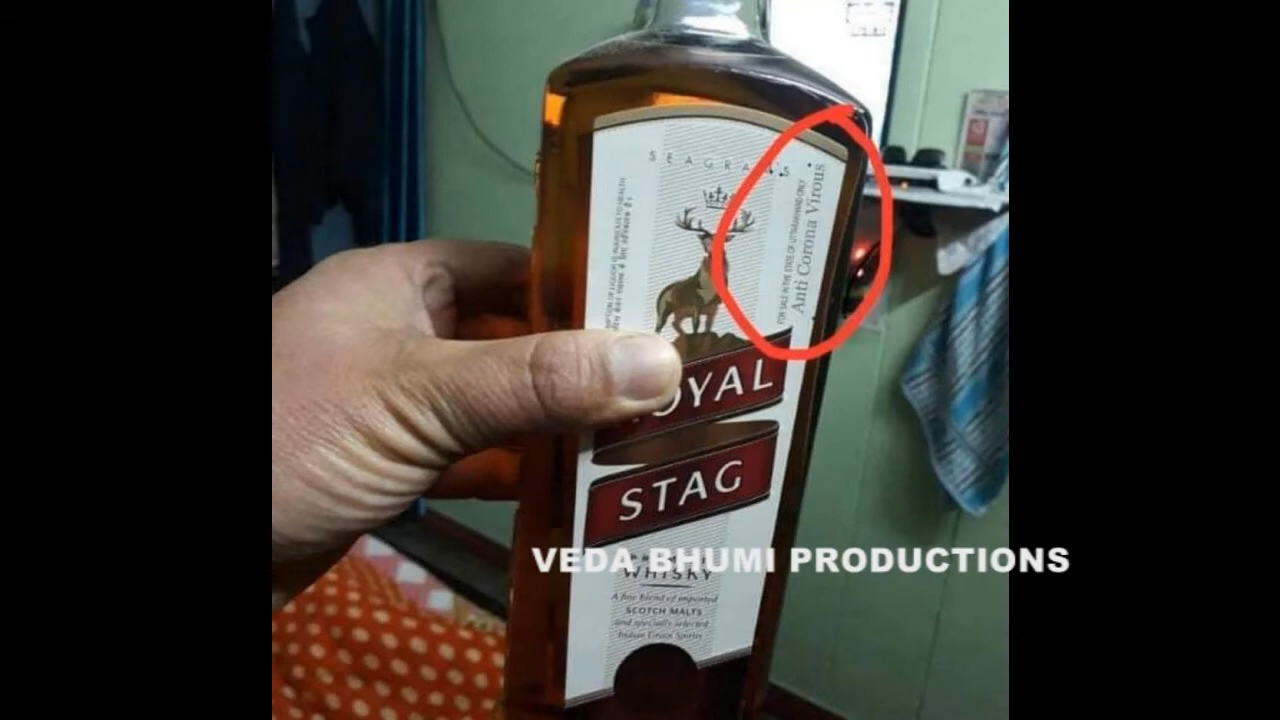 SEAGRAM'S
FOR SALE IN THE STATE OF UTTARAKHAND ONLY
Anti Corona Virous
ROYAL
STAG
VEDA BHUMI PRODUCTIONS
WHISKY
A fine blend of imported
SCOTCH MALTS
and specially selected
Indian Grain Spirits